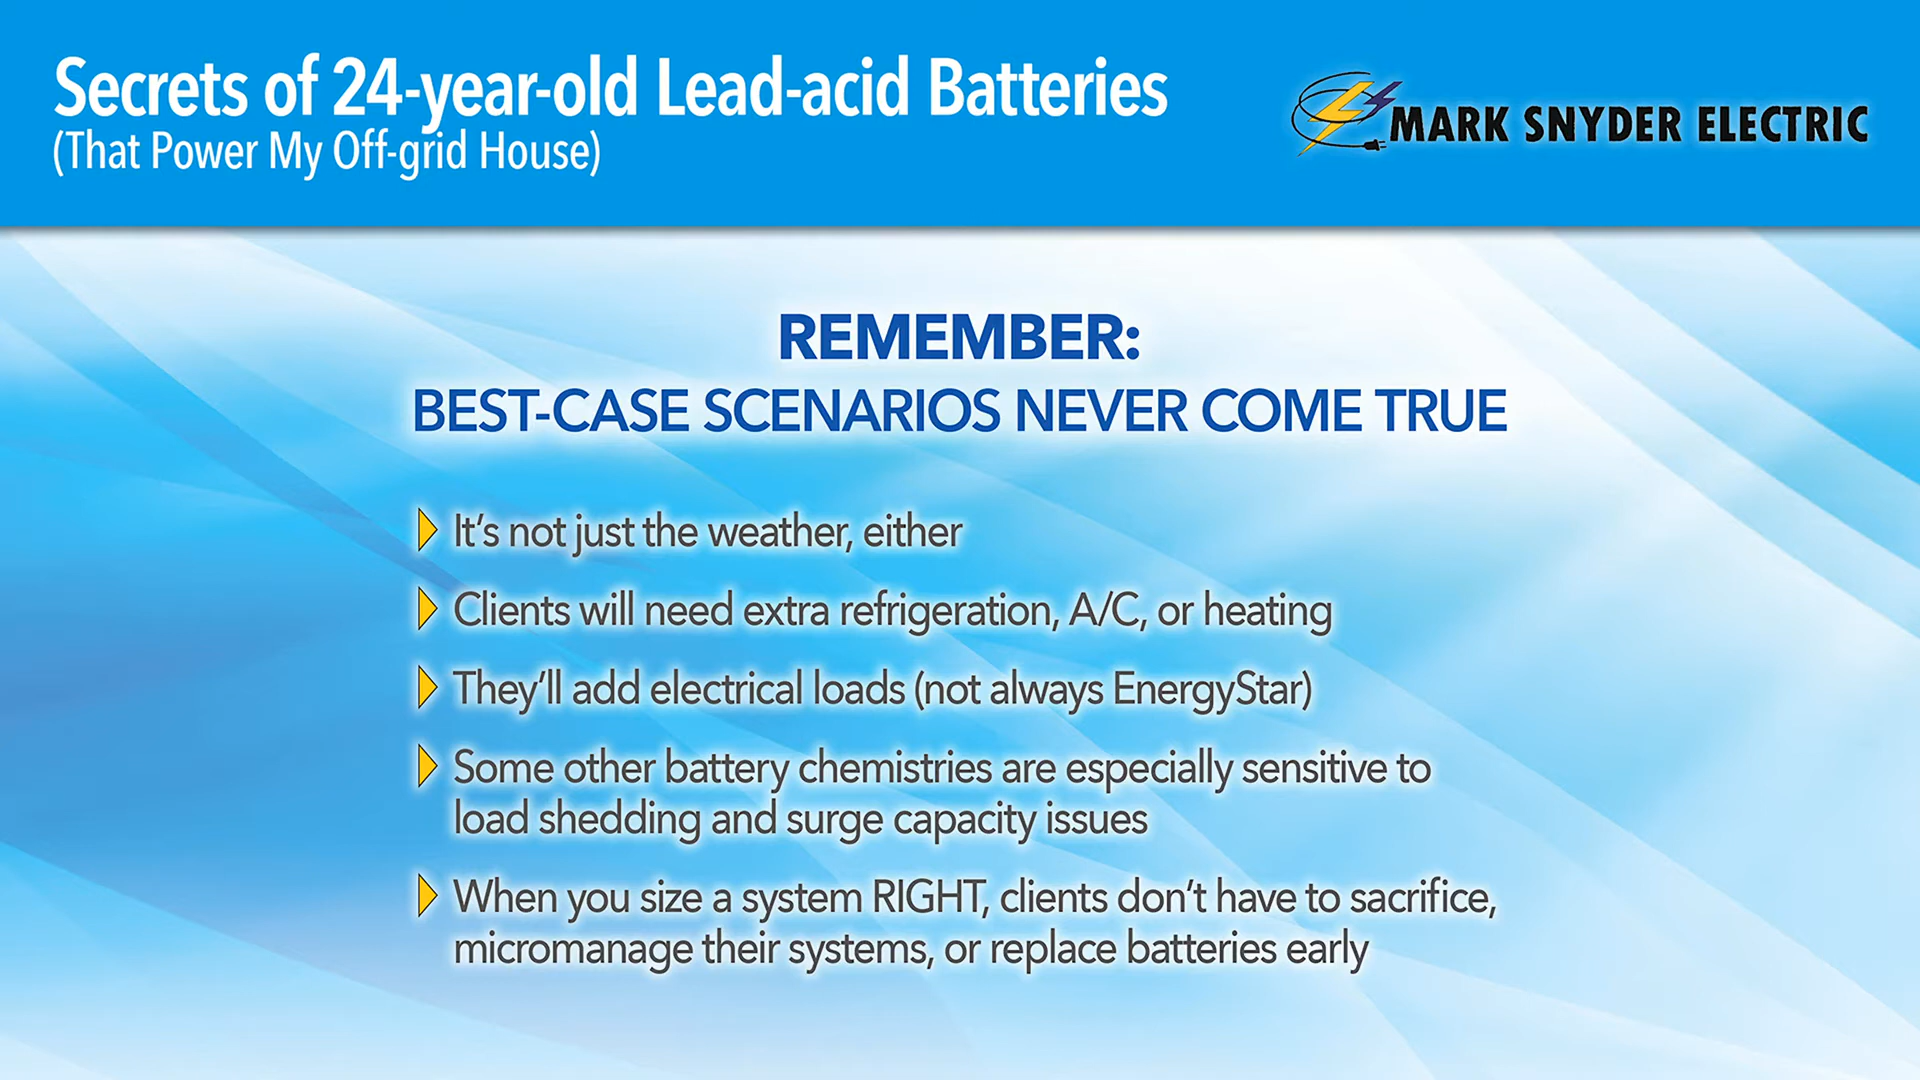 Secrets of 24-year-old Lead-acid Batteries
(That Power My Off-grid House)
MARK SNYDER ELECTRIC
REMEMBER:
BEST-CASE SCENARIOS NEVER COME TRUE
It's not just the weather, either
Clients will need extra refrigeration, A/C, or heating
They'll add electrical loads (not always EnergyStar)
Some other battery chemistries are especially sensitive to
load shedding and surge capacity issues
When you size a system RIGHT, clients don't have to sacrifice,
micromanage their systems, or replace batteries early